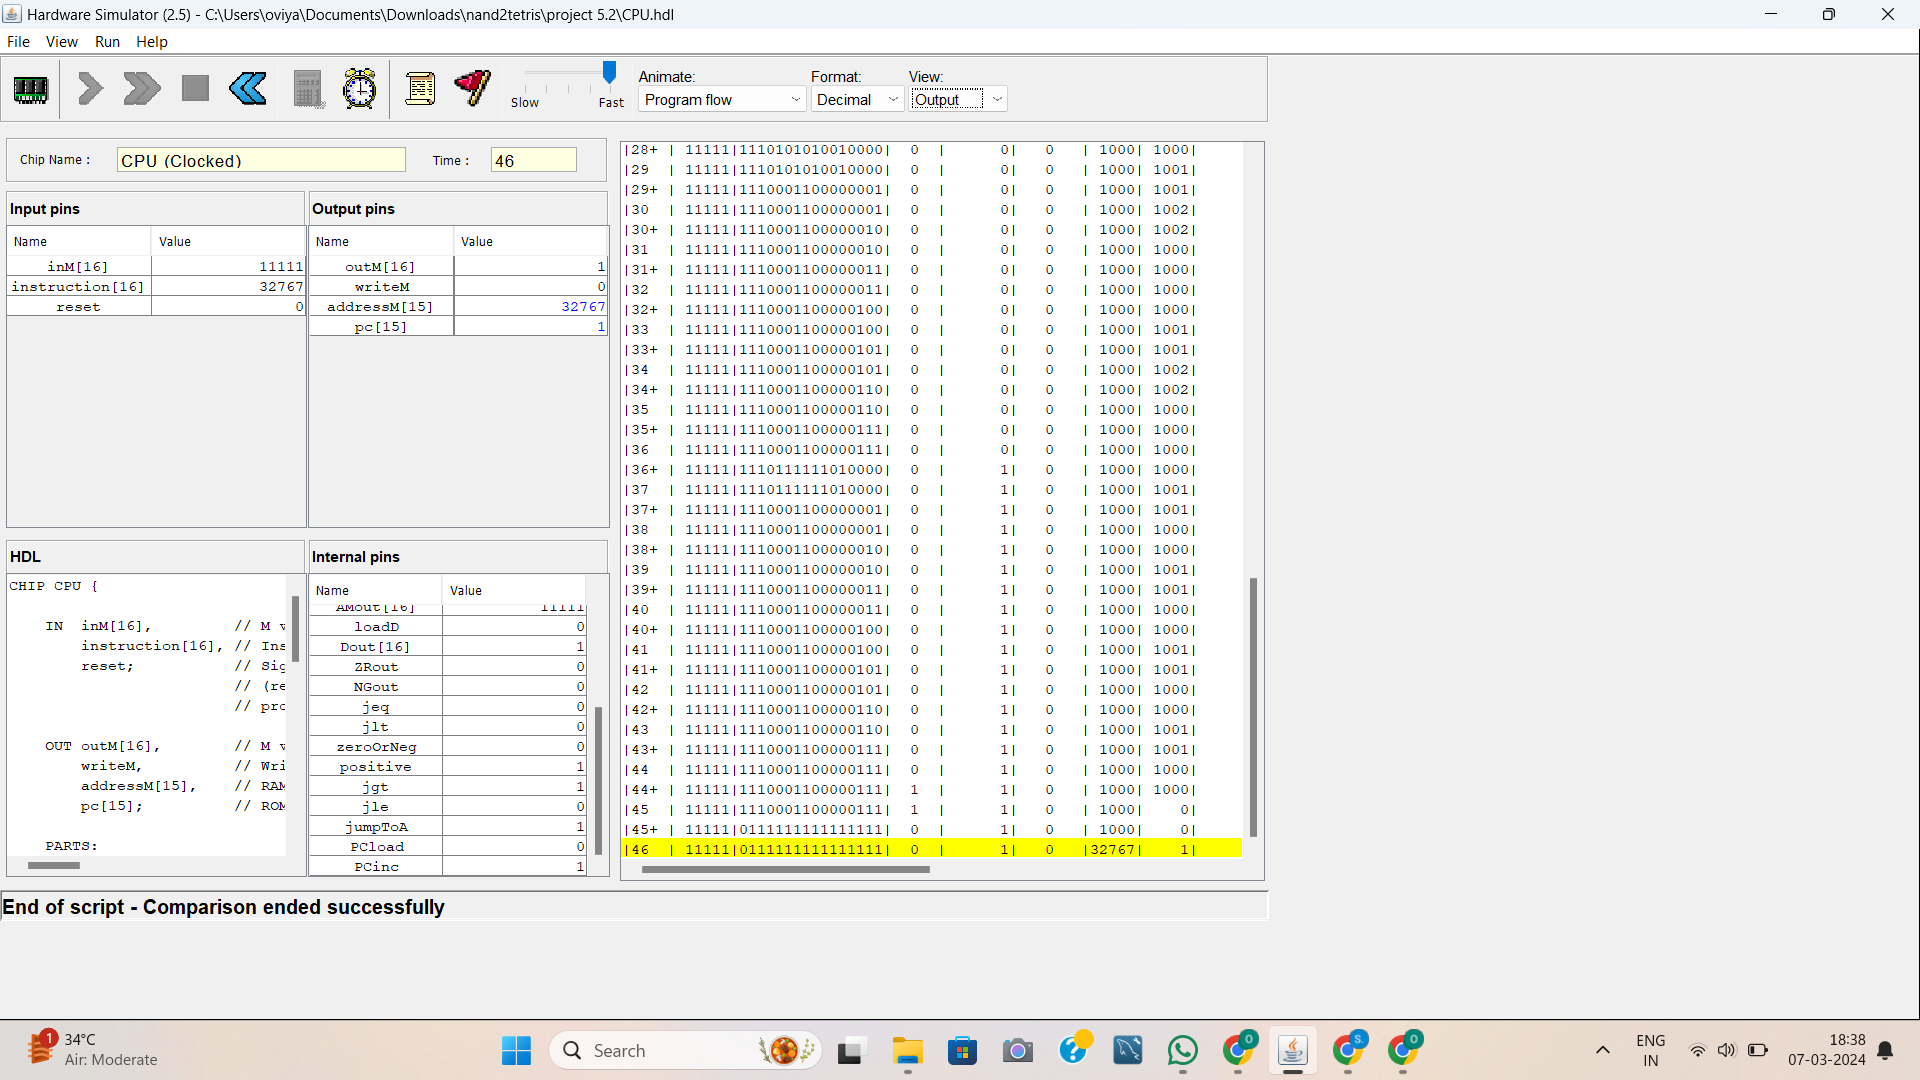 Hardware Simulator (2.5) - C:\Users\oviya\Documents\Downloads\nand2tetris\project 5.2\CPU.hdl
File View Run Help
Slow Fast
Animate: Format: View:
Program flow Decimal Output
Chip Name : CPU (Clocked) Time : 46
Input pins
Name Value
inM[16] 11111
instruction[16] 32767
reset 0
Output pins
Name Value
outM[16] 1
writeM 0
addressM[15] 32767
pc[15] 1
HDL
CHIP CPU {
IN inM[16], // M
instruction[16], // Ins
reset; // Sig
// (re
// pro
OUT outM[16], // M
writeM, // Wri
addressM[15], // RAM
pc[15]; // ROM
PARTS:
Internal pins
Name Value
AMout[16] 11111
loadD 0
Dout[16] 1
ZRout 0
NGout 0
jeq 0
jlt 0
zeroOrNeg 0
positive 1
jgt 1
jle 0
jumpToA 1
PCload 0
PCinc 1
|28+ | 11111|1110101010010000| 0 | 0| 0 | 1000| 1000|
|29 | 11111|1110101010010000| 0 | 0| 0 | 1000| 1001|
|29+ | 11111|1110001100000001| 0 | 0| 0 | 1000| 1001|
|30 | 11111|1110001100000001| 0 | 0| 0 | 1000| 1002|
|30+ | 11111|1110001100000010| 0 | 0| 0 | 1000| 1002|
|31 | 11111|1110001100000010| 0 | 0| 0 | 1000| 1000|
|31+ | 11111|1110001100000011| 0 | 0| 0 | 1000| 1000|
|32 | 11111|1110001100000011| 0 | 0| 0 | 1000| 1000|
|32+ | 11111|1110001100000100| 0 | 0| 0 | 1000| 1000|
|33 | 11111|1110001100000100| 0 | 0| 0 | 1000| 1001|
|33+ | 11111|1110001100000101| 0 | 0| 0 | 1000| 1001|
|34 | 11111|1110001100000101| 0 | 0| 0 | 1000| 1002|
|34+ | 11111|1110001100000110| 0 | 0| 0 | 1000| 1002|
|35 | 11111|1110001100000110| 0 | 0| 0 | 1000| 1000|
|35+ | 11111|1110001100000111| 0 | 0| 0 | 1000| 1000|
|36 | 11111|1110001100000111| 0 | 0| 0 | 1000| 1000|
|36+ | 11111|1110111111010000| 0 | 1| 0 | 1000| 1000|
|37 | 11111|1110111111010000| 0 | 1| 0 | 1000| 1001|
|37+ | 11111|1110001100000001| 0 | 1| 0 | 1000| 1001|
|38 | 11111|1110001100000001| 0 | 1| 0 | 1000| 1000|
|38+ | 11111|1110001100000010| 0 | 1| 0 | 1000| 1000|
|39 | 11111|1110001100000010| 0 | 1| 0 | 1000| 1001|
|39+ | 11111|1110001100000011| 0 | 1| 0 | 1000| 1001|
|40 | 11111|1110001100000011| 0 | 1| 0 | 1000| 1000|
|40+ | 11111|1110001100000100| 0 | 1| 0 | 1000| 1000|
|41 | 11111|1110001100000100| 0 | 1| 0 | 1000| 1001|
|41+ | 11111|1110001100000101| 0 | 1| 0 | 1000| 1001|
|42 | 11111|1110001100000101| 0 | 1| 0 | 1000| 1000|
|42+ | 11111|1110001100000110| 0 | 1| 0 | 1000| 1000|
|43 | 11111|1110001100000110| 0 | 1| 0 | 1000| 1001|
|43+ | 11111|1110001100000111| 0 | 1| 0 | 1000| 1001|
|44 | 11111|1110001100000111| 0 | 1| 0 | 1000| 1000|
|44+ | 11111|1110001100000111| 1 | 1| 0 | 1000| 1000|
|45 | 11111|1110001100000111| 1 | 1| 0 | 1000| 0|
|45+ | 11111|0111111111111111| 0 | 1| 0 | 1000| 0|
|46 | 11111|0111111111111111| 0 | 1| 0 |32767| 1|
End of script - Comparison ended successfully
1 34°C
Air: Moderate
Search
O S. O
ENG
IN
18:38
07-03-2024